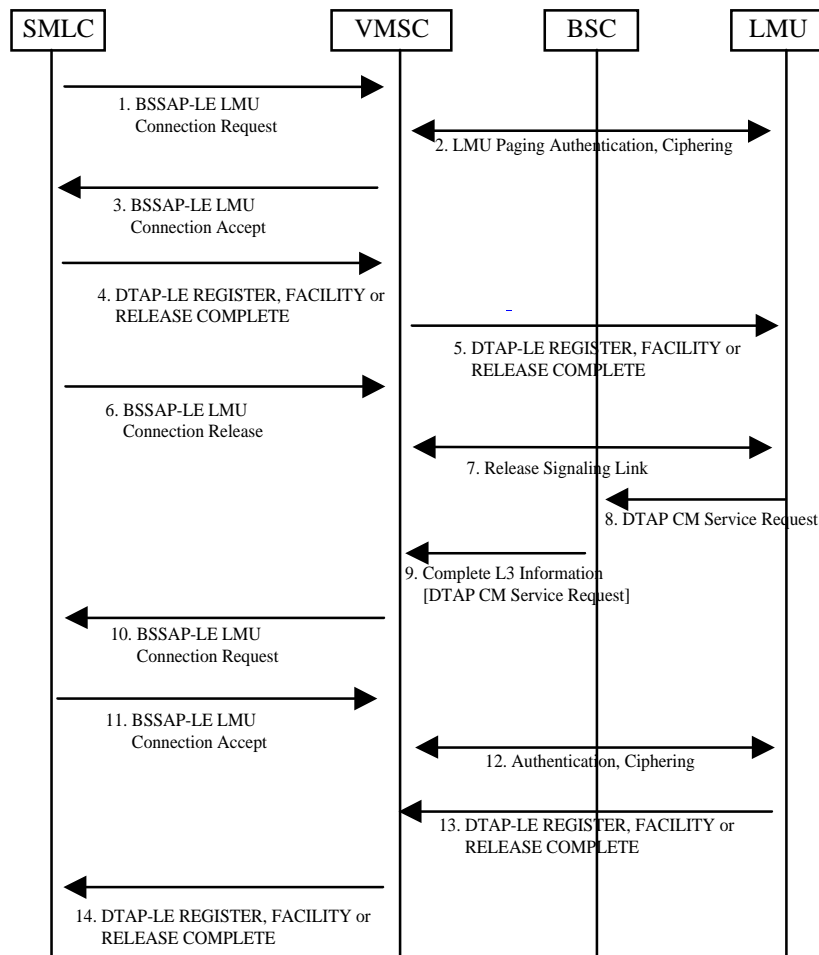 SMLC
VMSC
BSC
LMU
1. BSSAP-LE LMU
Connection Request
2. LMU Paging Authentication, Ciphering
3. BSSAP-LE LMU
Connection Accept
4. DTAP-LE REGISTER, FACILITY or
RELEASE COMPLETE
5. DTAP-LE REGISTER, FACILITY or
RELEASE COMPLETE
6. BSSAP-LE LMU
Connection Release
7. Release Signaling Link
8. DTAP CM Service Request
9. Complete L3 Information
[DTAP CM Service Request]
10. BSSAP-LE LMU
Connection Request
11. BSSAP-LE LMU
Connection Accept
12. Authentication, Ciphering
13. DTAP-LE REGISTER, FACILITY or
RELEASE COMPLETE
14. DTAP-LE REGISTER, FACILITY or
RELEASE COMPLETE